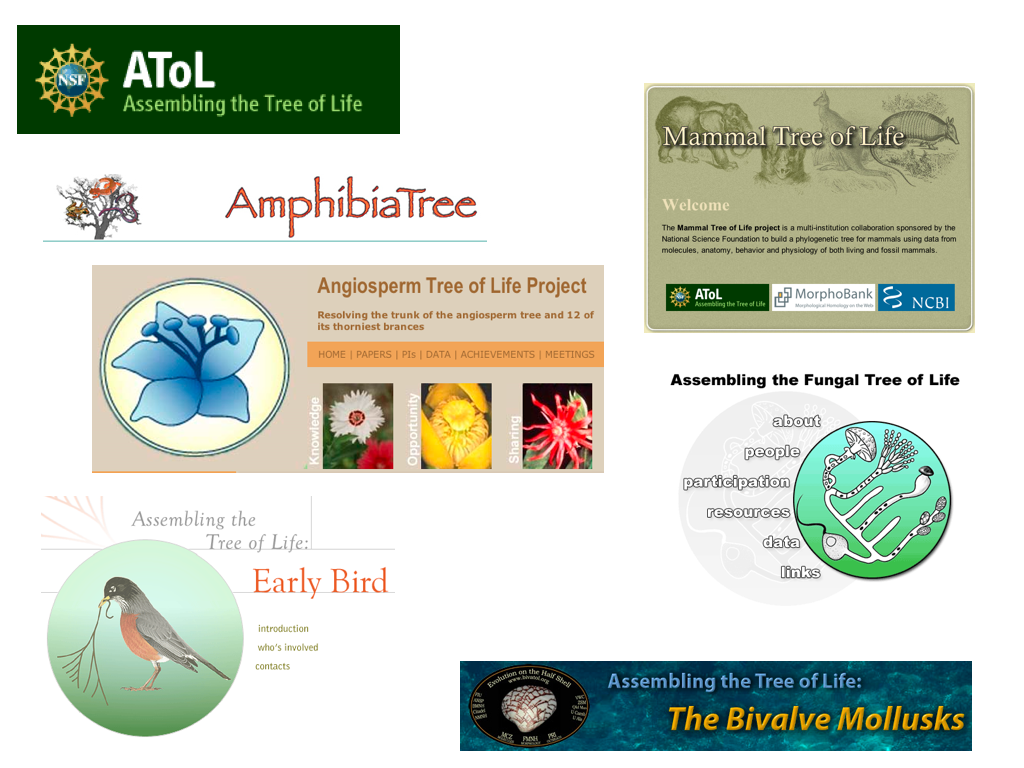 NSF
AToL
Assembling the Tree of Life
AmphibiaTree
Angiosperm Tree of Life Project
Resolving the trunk of the angiosperm tree and 12 of
its thorniest brances
HOME | PAPERS | PIs | DATA | ACHIEVEMENTS | MEETINGS
Knowledge
Opportunity
Sharing
Assembling the
Tree of Life:
Early Bird
introduction
who's involved
contacts
Mammal Tree of Life
Welcome
The Mammal Tree of Life project is a multi-institution collaboration sponsored by the
National Science Foundation to build a phylogenetic tree for mammals using data from
molecules, anatomy, behavior and physiology of both living and fossil mammals.
AToL
Assembling the Tree of Life
MorphoBank
Morphological Homology on the Web
NCBI
Assembling the Fungal Tree of Life
about
people
participation
resources
data
links
Evolution on the Half Shell
www.bivatol.org
MCZ
FMNH
PRI
Assembling the Tree of Life:
The Bivalve Mollusks